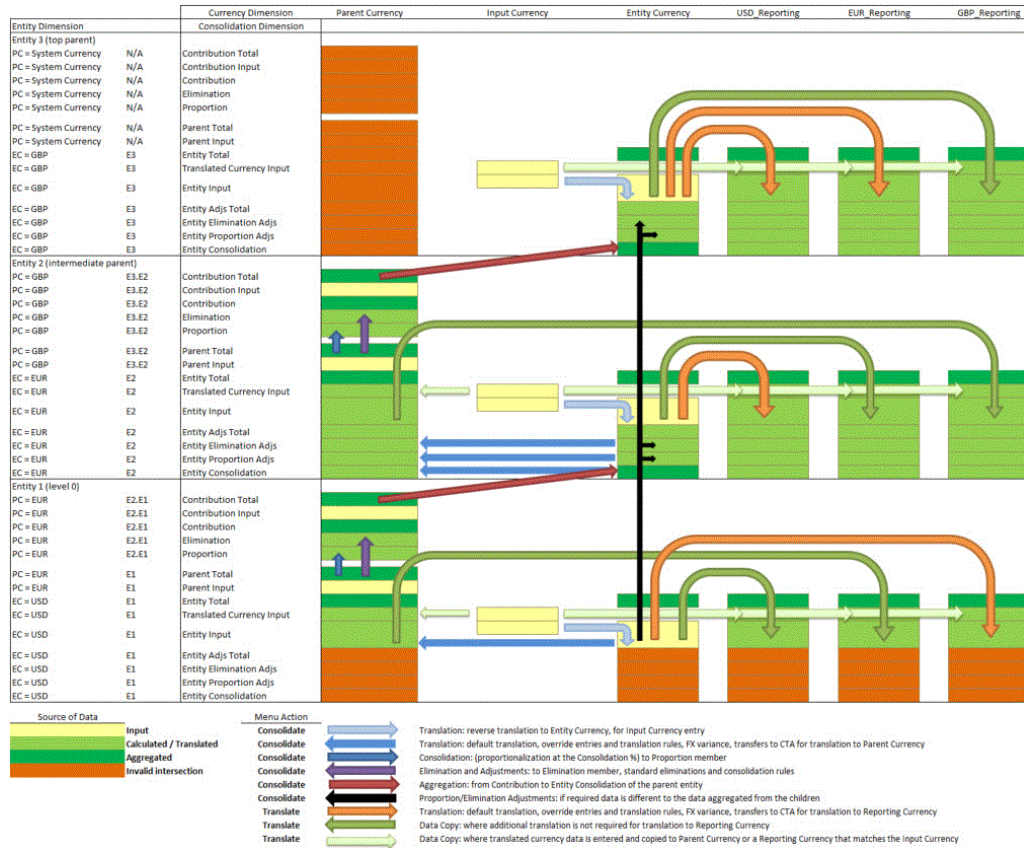 Currency Dimension Parent Currency Input Currency Entity Currency USD_Reporting EUR_Reporting GBP_Reporting
Entity Dimension Consolidation Dimension
Entity 3 (top parent)
PC = System Currency N/A Contribution Total
PC = System Currency N/A Contribution Input
PC = System Currency N/A Contribution
PC = System Currency N/A Elimination
PC = System Currency N/A Proportion
PC = System Currency N/A Parent Total
PC = System Currency N/A Parent Input
EC = GBP E3 Entity Total
EC = GBP E3 Translated Currency Input
EC = GBP E3 Entity Input
EC = GBP E3 Entity Adjs Total
EC = GBP E3 Entity Elimination Adjs
EC = GBP E3 Entity Proportion Adjs
EC = GBP E3 Entity Consolidation
Entity 2 (intermediate parent)
PC = GBP E3.E2 Contribution Total
PC = GBP E3.E2 Contribution Input
PC = GBP E3.E2 Contribution
PC = GBP E3.E2 Elimination
PC = GBP E3.E2 Proportion
PC = GBP E3.E2 Parent Total
PC = GBP E3.E2 Parent Input
EC = EUR E2 Entity Total
EC = EUR E2 Translated Currency Input
EC = EUR E2 Entity Input
EC = EUR E2 Entity Adjs Total
EC = EUR E2 Entity Elimination Adjs
EC = EUR E2 Entity Proportion Adjs
EC = EUR E2 Entity Consolidation
Entity 1 (level 0)
PC = EUR E2.E1 Contribution Total
PC = EUR E2.E1 Contribution Input
PC = EUR E2.E1 Contribution
PC = EUR E2.E1 Elimination
PC = EUR E2.E1 Proportion
PC = EUR E1 Parent Total
PC = EUR E1 Parent Input
EC = USD E1 Entity Total
EC = USD E1 Translated Currency Input
EC = USD E1 Entity Input
EC = USD E1 Entity Adjs Total
EC = USD E1 Entity Elimination Adjs
EC = USD E1 Entity Proportion Adjs
EC = USD E1 Entity Consolidation
Source of Data Menu Action
Input Consolidate Translation: reverse translation to Entity Currency, for Input Currency entry
Calculated / Translated Consolidate Translation: default translation, override entries and translation rules, FX variance, transfers to CTA for translation to Parent Currency
Aggregated Consolidate Consolidation: (proportionalization at the Consolidation %) to Proportion member
Invalid intersection Consolidate Elimination and Adjustments: to Elimination member, standard eliminations and consolidation rules
Consolidate Aggregation: from Contribution to Entity Consolidation of the parent entity
Consolidate Proportion/Elimination Adjustments: if required data is different to the data aggregated from the children
Translate Translation: default translation, override entries and translation rules, FX variance, transfers to CTA for translation to Reporting Currency
Translate Data Copy: where additional translation is not required for translation to Reporting Currency
Translate Data Copy: where translated currency data is entered and copied to Parent Currency or a Reporting Currency that matches the Input Currency